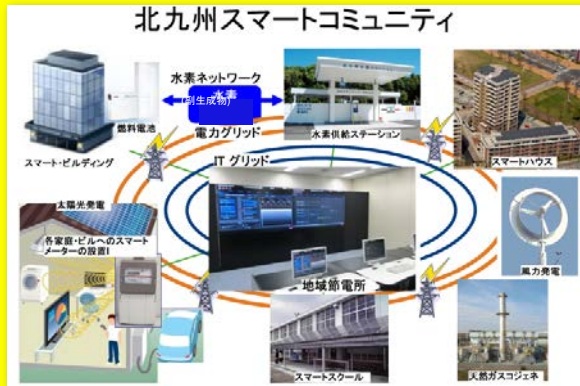 北九州スマートコミュニティ
水素ネットワーク
水素
(副生成物)
燃料電池
電力グリッド
水素供給ステーション
スマート・ビルディング
スマートハウス
ITグリッド
太陽光発電
各家庭・ビルへのスマート
メーターの設置I
地域節電所
風力発電
スマートスクール
天然ガスコジェネ